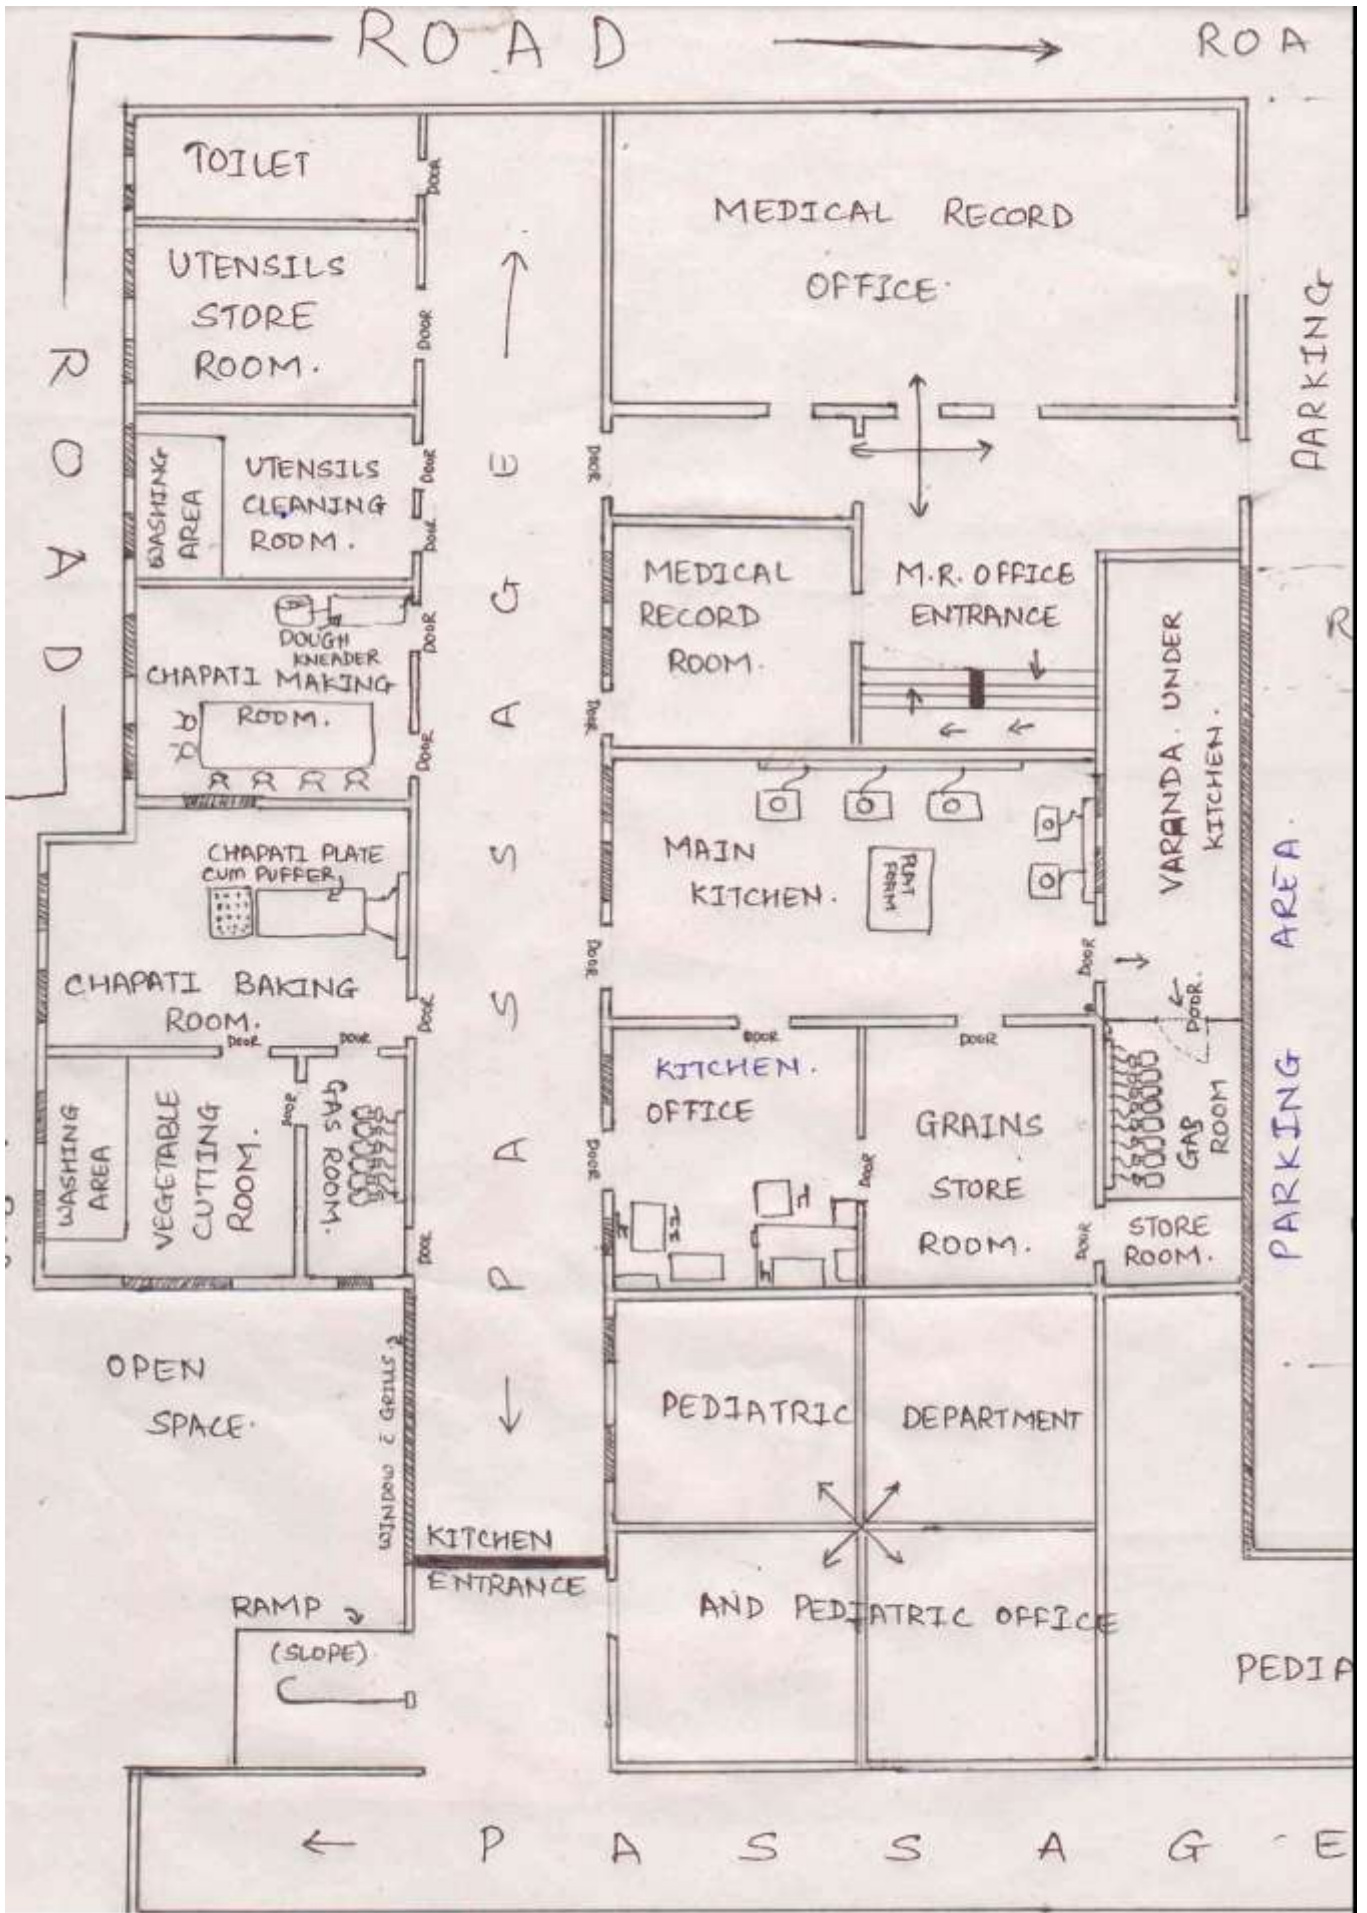 ROAD
ROA
ROAD
TOILET
DOOR
UTENSILS
STORE
ROOM.
DOOR
UTENSILS
CLEANING
ROOM.
WASHING
AREA
DOOR
DOOR
DOUGH
KNEADER
CHAPATI MAKING
ROOM.
DOOR
DOOR
CHAPATI PLATE
CUM PUFFER
CHAPATI BAKING
ROOM.
DOOR
DOOR
DOOR
WASHING
AREA
VEGETABLE
CUTTING
ROOM.
DOOR
GAS ROOM.
DOOR
OPEN
SPACE.
WINDOW C̄ GRILLS
RAMP
(SLOPE)
KITCHEN
ENTRANCE
PASSAGE
MEDICAL RECORD
OFFICE.
DOOR
MEDICAL
RECORD
ROOM.
DOOR
M.R. OFFICE
ENTRANCE
VARANDA. UNDER
KITCHEN.
MAIN
KITCHEN.
PLAT
FORM
DOOR
DOOR
DOOR
DOOR
DOOR.
KITCHEN.
OFFICE
DOOR
DOOR
GRAINS
STORE
ROOM.
GAS
ROOM
DOOR
STORE
ROOM.
PEDIATRIC DEPARTMENT
AND PEDIATRIC OFFICE
PEDIA
PARKING
R
PARKING AREA.
PASSAGE